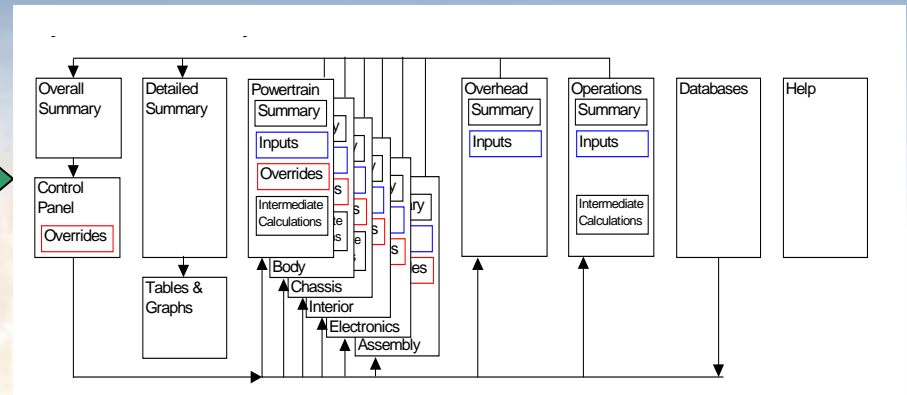 Overall
Summary
Detailed
Summary
Powertrain
Summary
Inputs
Overrides
Intermediate
Calculations
Body
Chassis
Interior
Electronics
Assembly
Overhead
Summary
Inputs
Operations
Summary
Inputs
Intermediate
Calculations
Databases
Help
Control
Panel
Overrides
Tables &
Graphs